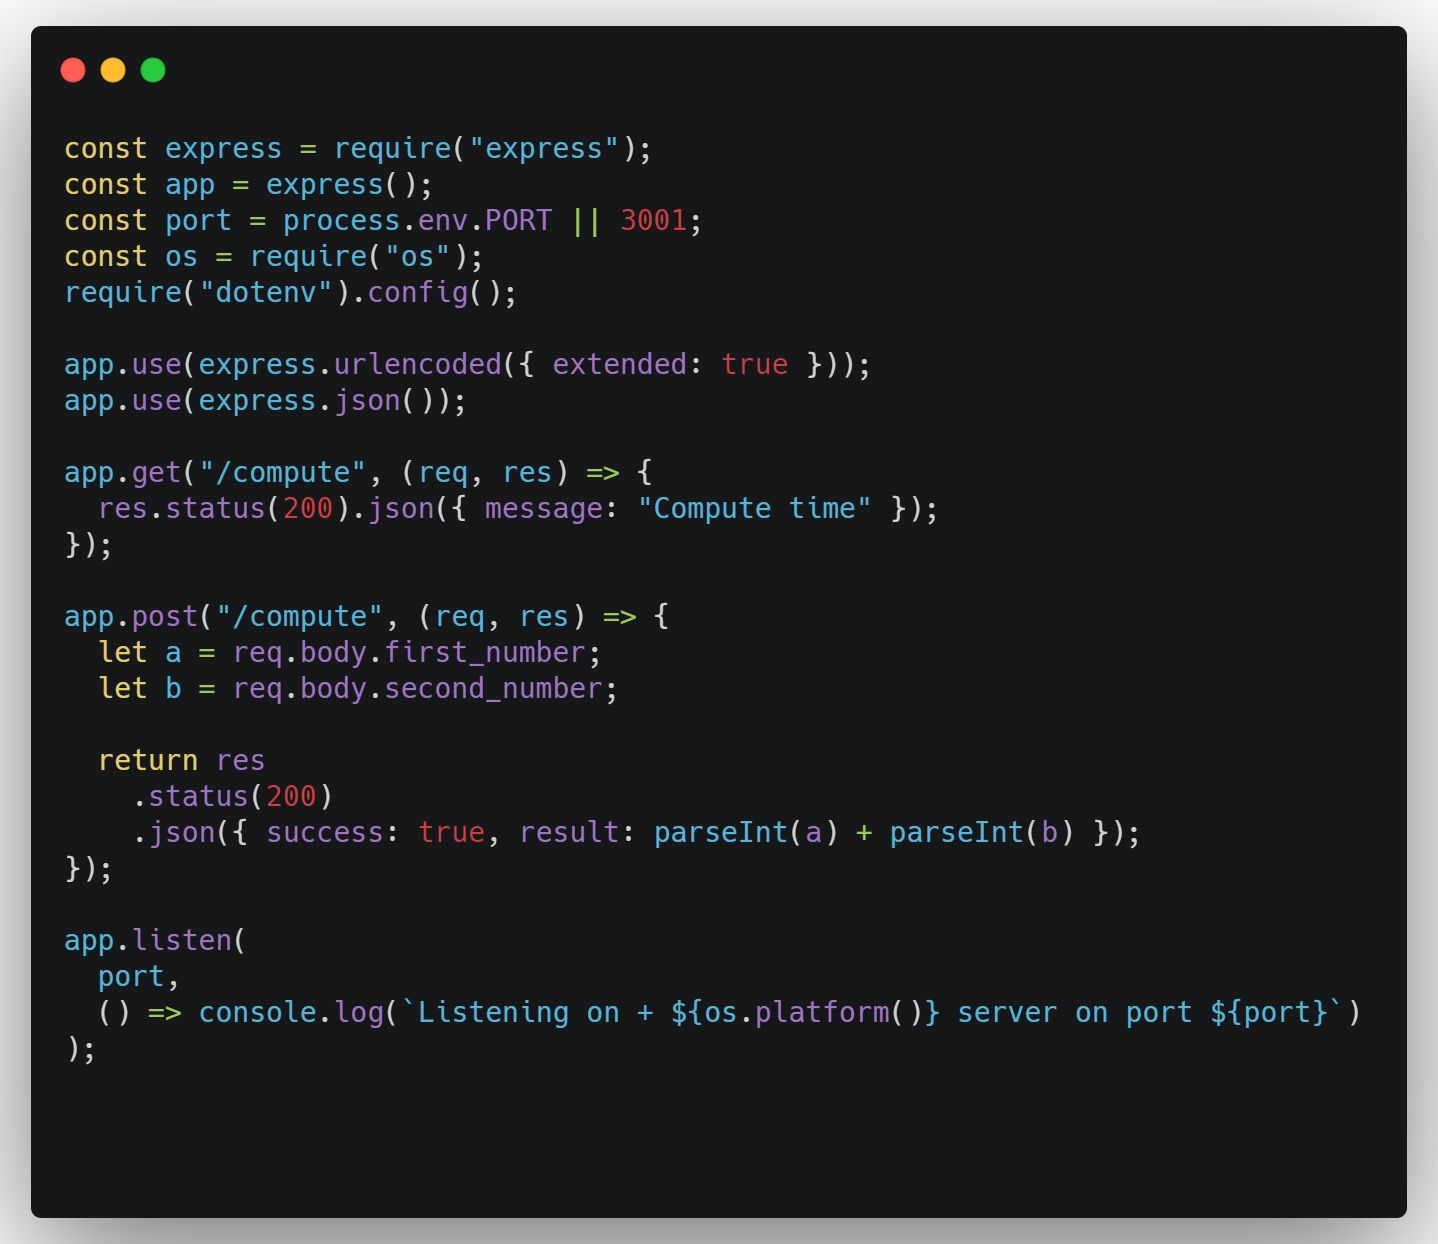 const express = require("express");
const app = express();
const port = process.env.PORT || 3001;
const os = require("os");
require("dotenv").config();

app.use(express.urlencoded({ extended: true }));
app.use(express.json());

app.get("/compute", (req, res) => {
  res.status(200).json({ message: "Compute time" });
});

app.post("/compute", (req, res) => {
  let a = req.body.first_number;
  let b = req.body.second_number;

  return res
    .status(200)
    .json({ success: true, result: parseInt(a) + parseInt(b) });
});

app.listen(
  port,
  () => console.log(`Listening on + ${os.platform()} server on port ${port}`)
);